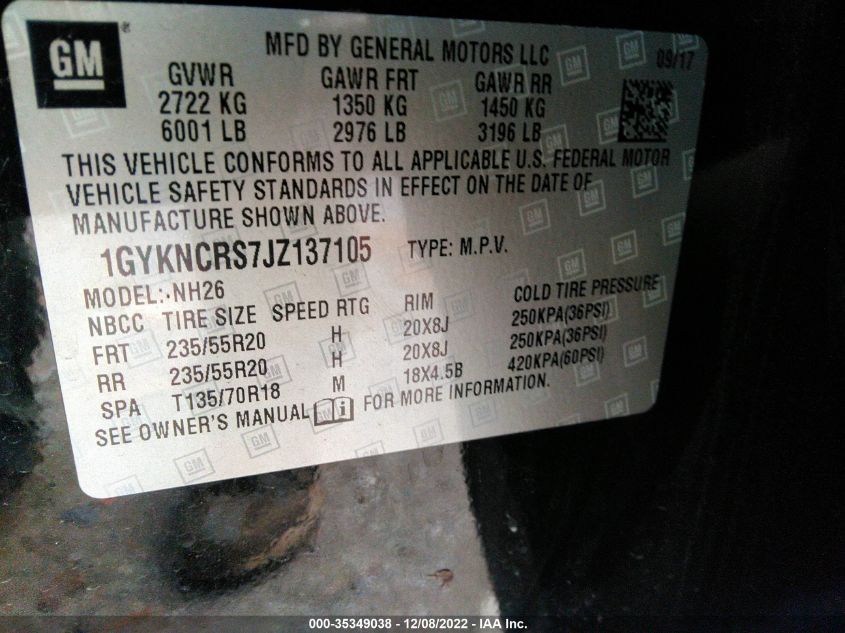 GM
MFD BY GENERAL MOTORS LLC
09/17
GVWR GAWR FRT GAWR RR
2722 KG 1350 KG 1450 KG
6001 LB 2976 LB 3196 LB
THIS VEHICLE CONFORMS TO ALL APPLICABLE U.S. FEDERAL MOTOR
VEHICLE SAFETY STANDARDS IN EFFECT ON THE DATE OF
MANUFACTURE SHOWN ABOVE.
1GYKNCRS7JZ137105 TYPE: M.P.V.
MODEL: NH26
NBCC TIRE SIZE SPEED RTG RIM COLD TIRE PRESSURE
FRT 235/55R20 H 20X8J 250KPA(36PSI)
RR 235/55R20 H 20X8J 250KPA(36PSI)
SPA T135/70R18 M 18X4.5B 420KPA(60PSI)
SEE OWNER'S MANUAL FOR MORE INFORMATION.
000-35349038 - 12/08/2022 - IAA Inc.